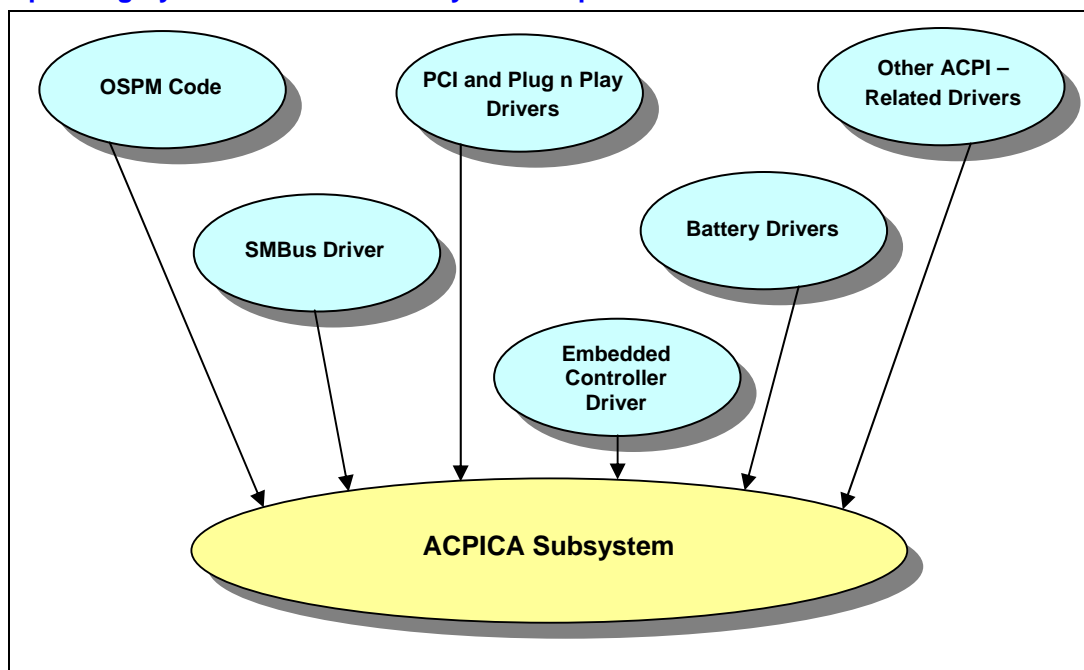 OSPM Code
PCI and Plug n Play
Drivers
Other ACPI –
Related Drivers
SMBus Driver
Battery Drivers
Embedded
Controller
Driver
ACPICA Subsystem